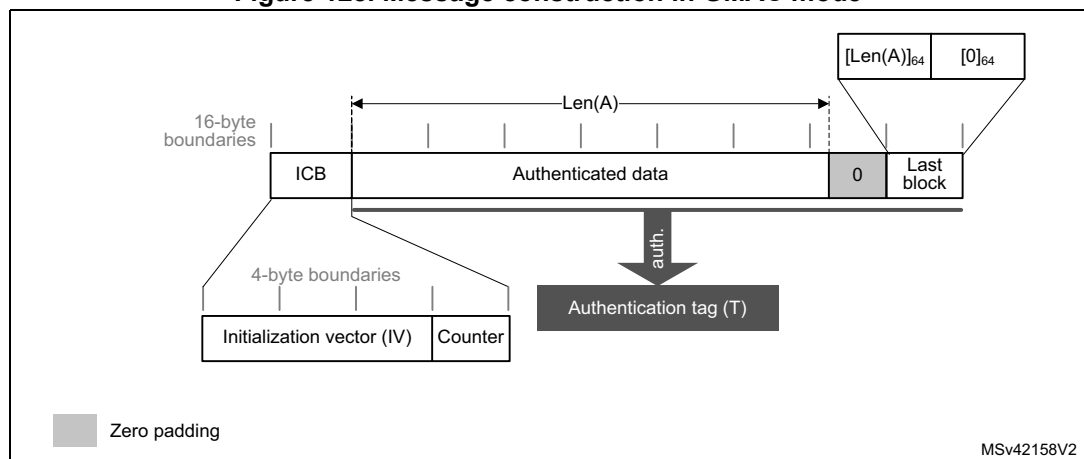 [Len(A)]64 [0]64
Len(A)
16-byte
boundaries
ICB Authenticated data 0 Last
block
auth.
4-byte boundaries
Authentication tag (T)
Initialization vector (IV) Counter
Zero padding
MSv42158V2